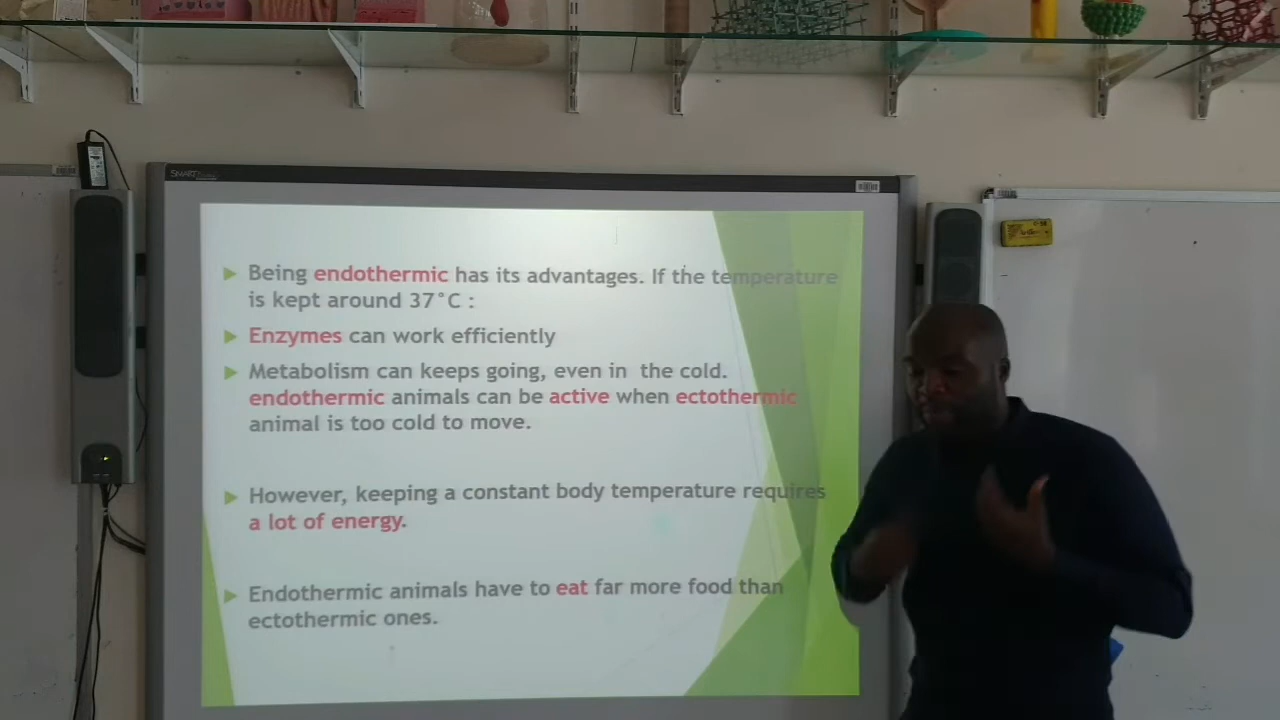 SMART
Being endothermic has its advantages. If the temperature
is kept around 37°C :
Enzymes can work efficiently
Metabolism can keeps going, even in the cold.
endothermic animals can be active when ectothermic
animal is too cold to move.
However, keeping a constant body temperature requires
a lot of energy.
Endothermic animals have to eat far more food than
ectothermic ones.